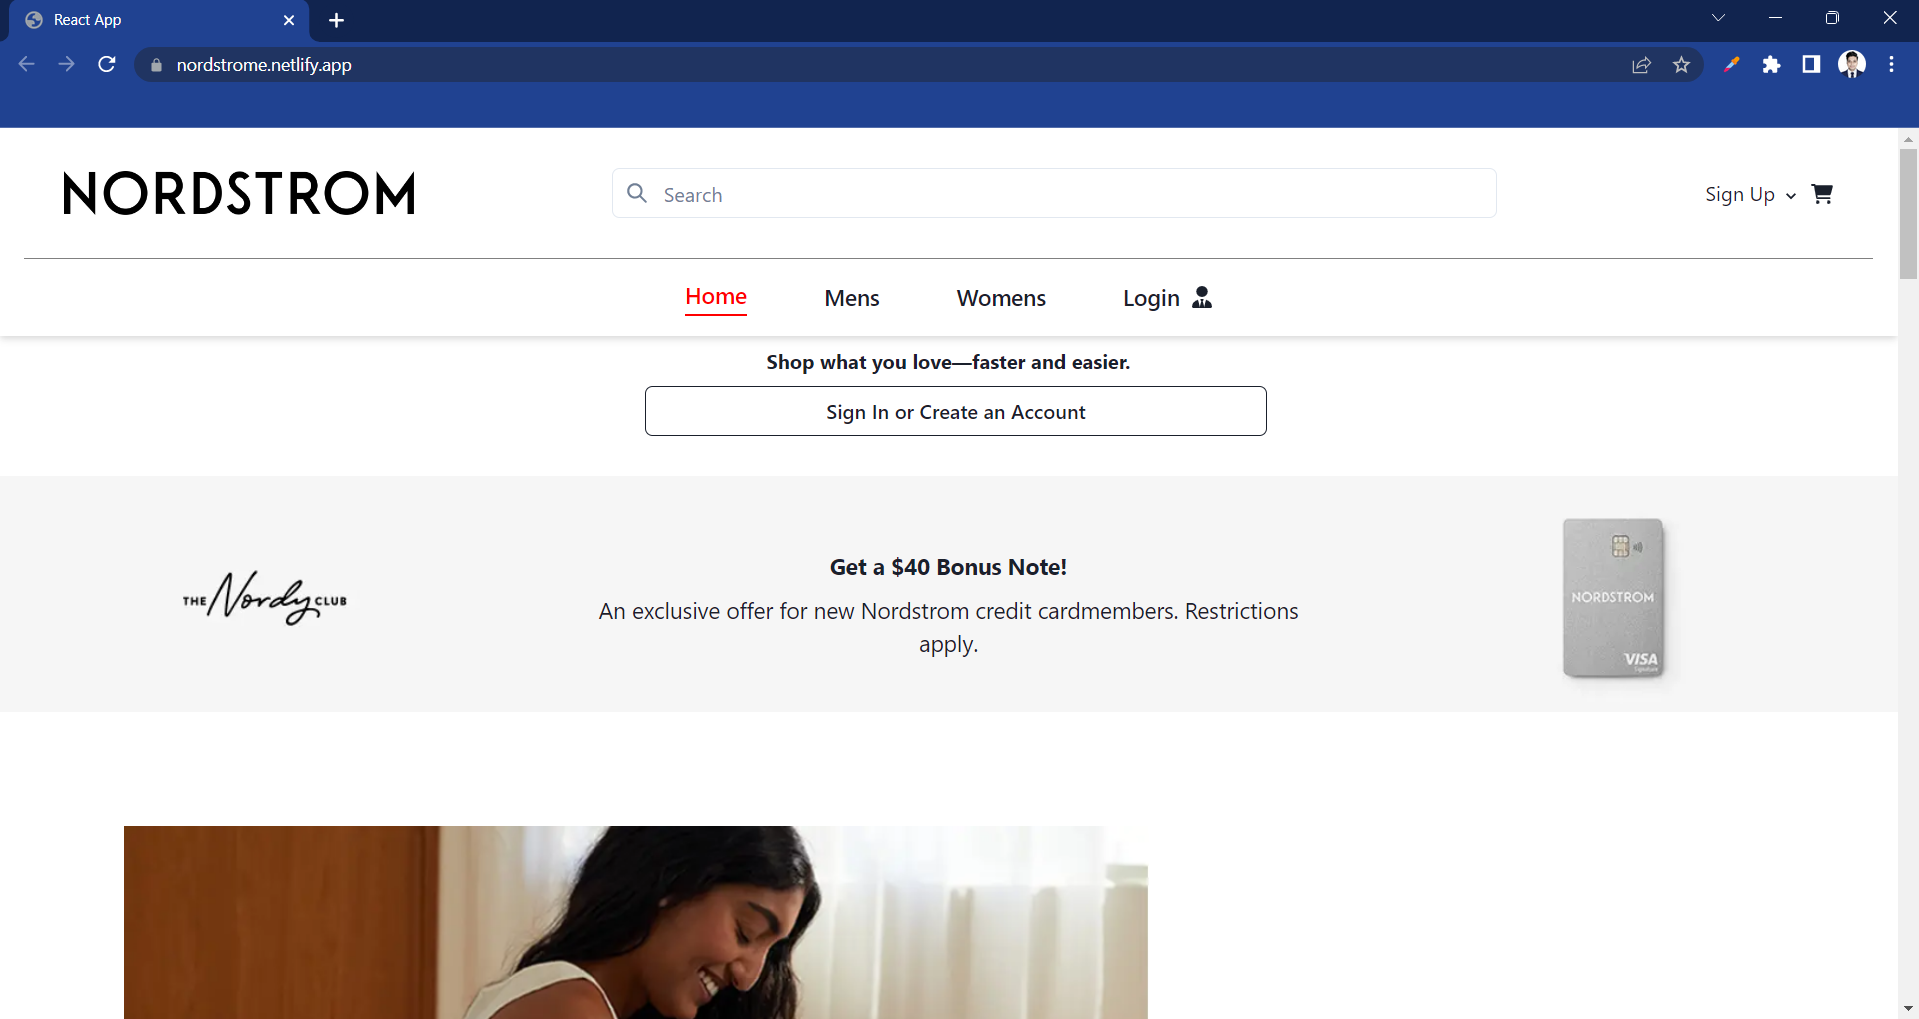 React App
nordstrome.netlify.app
NORDSTROM
Search
Sign Up
Home
Mens
Womens
Login
Shop what you love—faster and easier.
Sign In or Create an Account
THE Nordy CLUB
Get a $40 Bonus Note!
An exclusive offer for new Nordstrom credit cardmembers. Restrictions
apply.
NORDSTROM
VISA
Signature